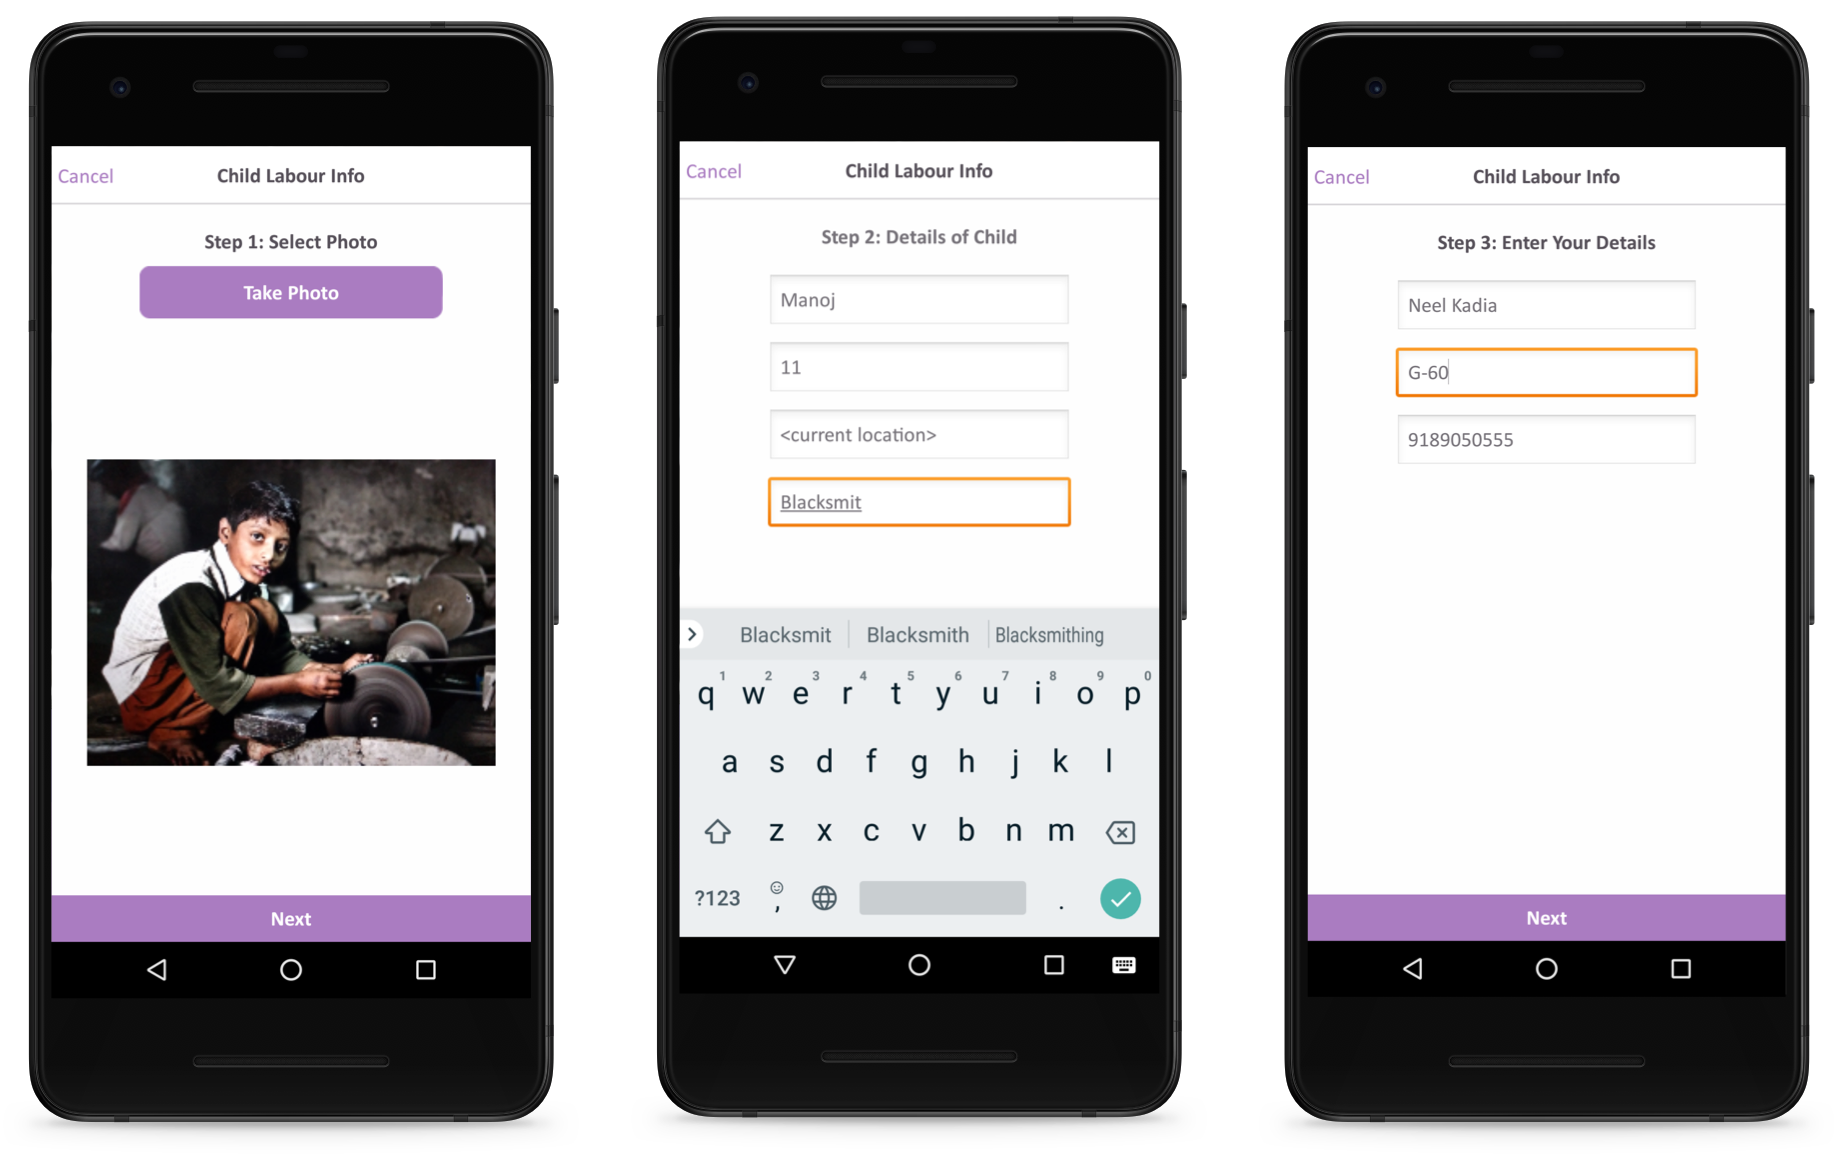 Cancel
Child Labour Info
Step 1: Select Photo
Take Photo
Next
Cancel
Child Labour Info
Step 2: Details of Child
Manoj
11
<current location>
Blacksmit
Blacksmit Blacksmith Blacksmithing
1 2 3 4 5 6 7 8 9 0
q w e r t y u i o p
a s d f g h j k l
z x c v b n m
?123 , .
Cancel
Child Labour Info
Step 3: Enter Your Details
Neel Kadia
G-60
9189050555
Next